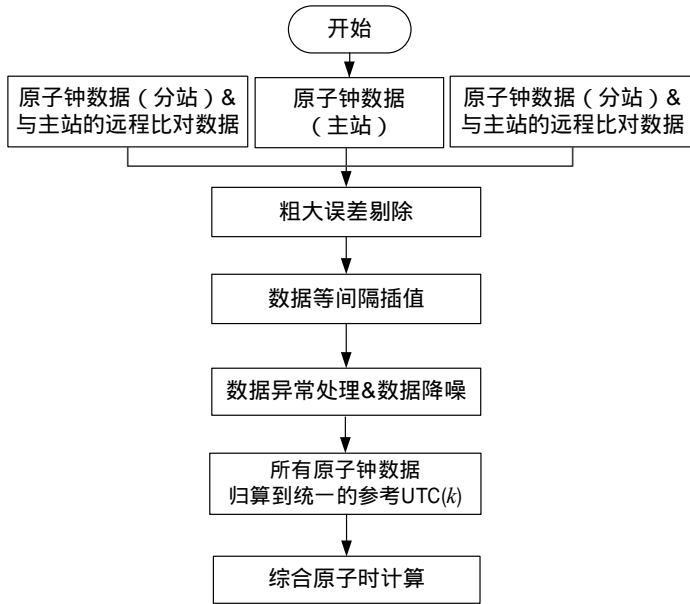 开始
原子钟数据（分站）&
与主站的远程比对数据
原子钟数据
（主站）
原子钟数据（分站）&
与主站的远程比对数据
粗大误差剔除
数据等间隔插值
数据异常处理&数据降噪
所有原子钟数据
归算到统一的参考UTC(k)
综合原子时计算